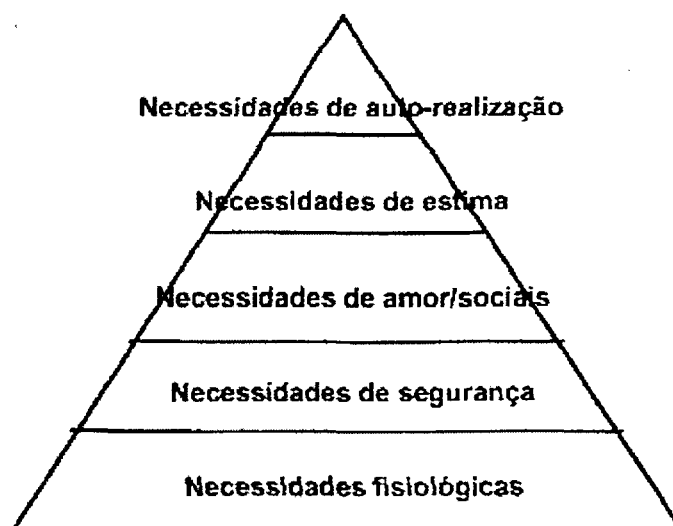 Necessidades de auto-realização
Necessidades de estima
Necessidades de amor/sociais
Necessidades de segurança
Necessidades fisiológicas